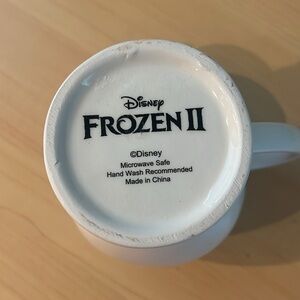 Disney
FROZEN II
©Disney
Microwave Safe
Hand Wash Recommended
Made in China